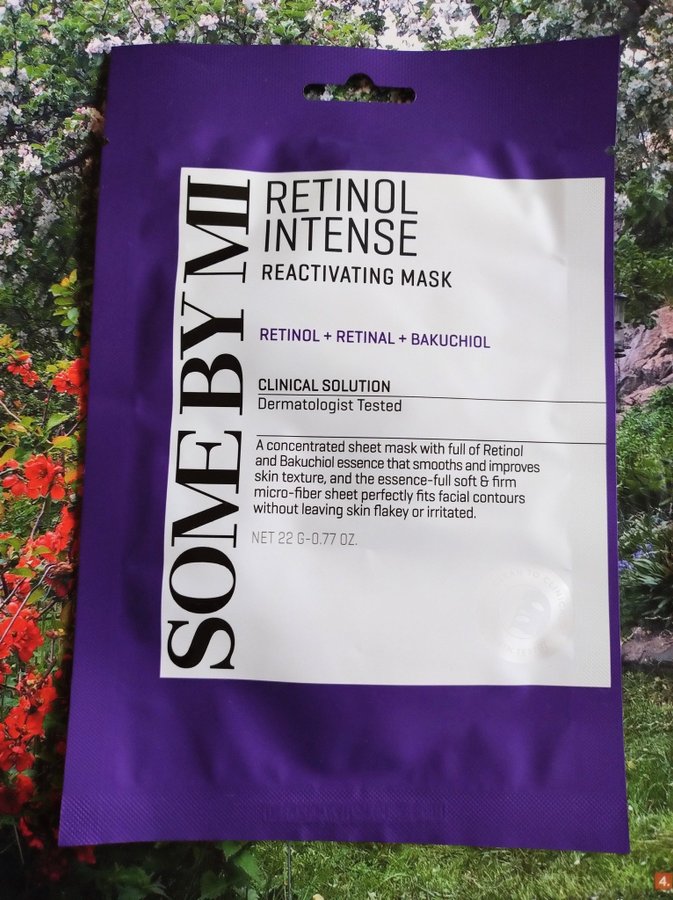 SOME BY MI
RETINOL
INTENSE
REACTIVATING MASK
RETINOL + RETINAL + BAKUCHIOL
CLINICAL SOLUTION
Dermatologist Tested
A concentrated sheet mask with full of Retinol
and Bakuchiol essence that smooths and improves
skin texture, and the essence-full soft & firm
micro-fiber sheet perfectly fits facial contours
without leaving skin flakey or irritated.
NET 22 G-0.77 OZ.
4.